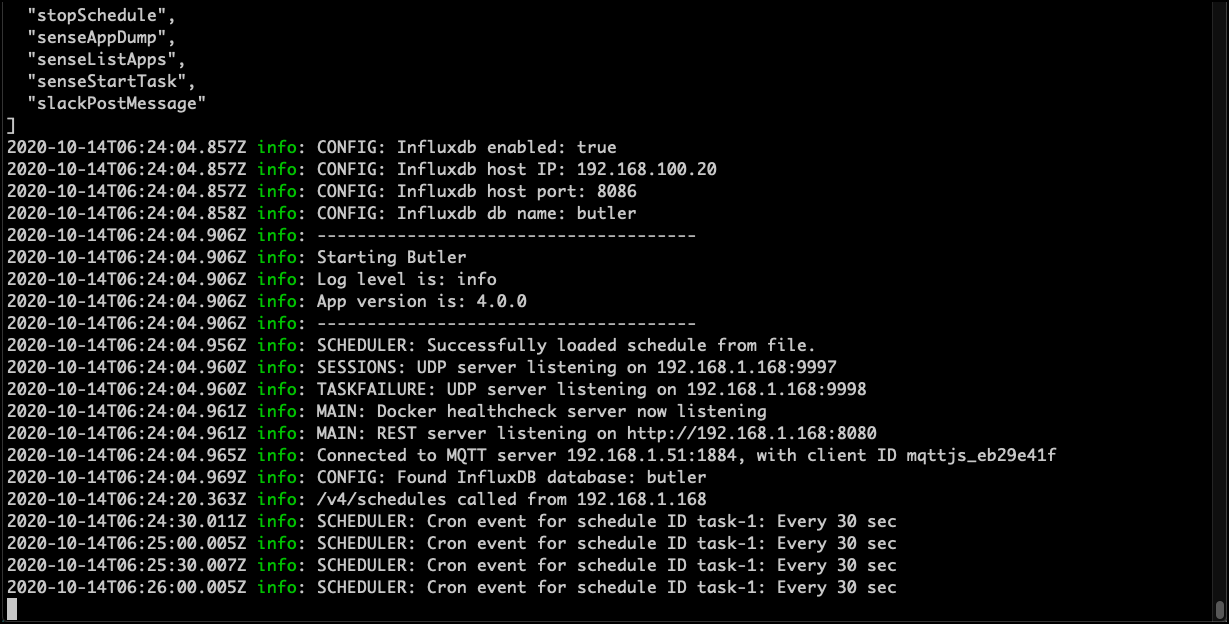 "stopSchedule",
"senseAppDump",
"senseListApps",
"senseStartTask",
"slackPostMessage"
]
2020-10-14T06:24:04.857Z info: CONFIG: Influxdb enabled: true
2020-10-14T06:24:04.857Z info: CONFIG: Influxdb host IP: 192.168.100.20
2020-10-14T06:24:04.857Z info: CONFIG: Influxdb host port: 8086
2020-10-14T06:24:04.858Z info: CONFIG: Influxdb db name: butler
2020-10-14T06:24:04.906Z info: --------------------------------------
2020-10-14T06:24:04.906Z info: Starting Butler
2020-10-14T06:24:04.906Z info: Log level is: info
2020-10-14T06:24:04.906Z info: App version is: 4.0.0
2020-10-14T06:24:04.906Z info: --------------------------------------
2020-10-14T06:24:04.956Z info: SCHEDULER: Successfully loaded schedule from file.
2020-10-14T06:24:04.960Z info: SESSIONS: UDP server listening on 192.168.1.168:9997
2020-10-14T06:24:04.960Z info: TASKFAILURE: UDP server listening on 192.168.1.168:9998
2020-10-14T06:24:04.961Z info: MAIN: Docker healthcheck server now listening
2020-10-14T06:24:04.961Z info: MAIN: REST server listening on http://192.168.1.168:8080
2020-10-14T06:24:04.965Z info: Connected to MQTT server 192.168.1.51:1884, with client ID mqttjs_eb29e41f
2020-10-14T06:24:04.969Z info: CONFIG: Found InfluxDB database: butler
2020-10-14T06:24:20.363Z info: /v4/schedules called from 192.168.1.168
2020-10-14T06:24:30.011Z info: SCHEDULER: Cron event for schedule ID task-1: Every 30 sec
2020-10-14T06:25:00.005Z info: SCHEDULER: Cron event for schedule ID task-1: Every 30 sec
2020-10-14T06:25:30.007Z info: SCHEDULER: Cron event for schedule ID task-1: Every 30 sec
2020-10-14T06:26:00.005Z info: SCHEDULER: Cron event for schedule ID task-1: Every 30 sec